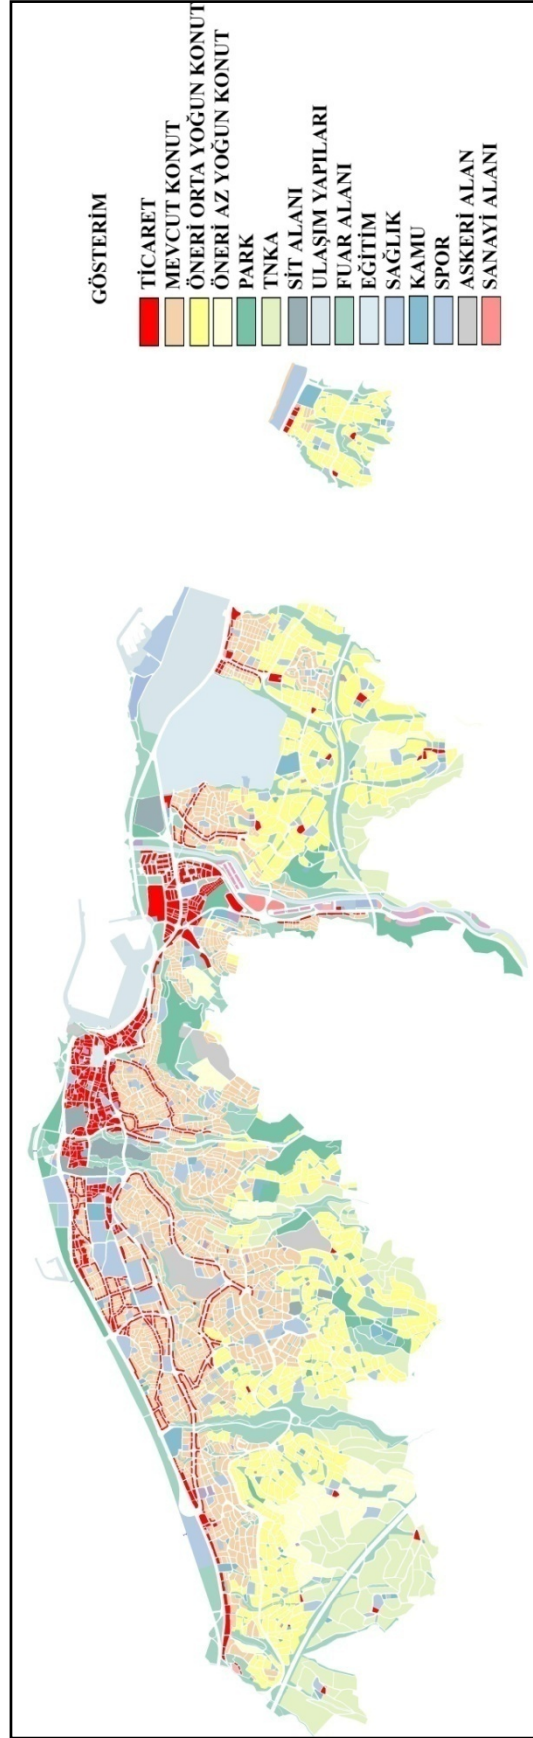 GÖSTERİM
TİCARET
MEVCUT KONUT
ÖNERİ ORTA YOĞUN KONUT
ÖNERİ AZ YOĞUN KONUT
PARK
TNKA
SİT ALANI
ULAŞIM YAPILARI
FUAR ALANI
EĞİTİM
SAĞLIK
KAMU
SPOR
ASKERİ ALAN
SANAYİ ALANI